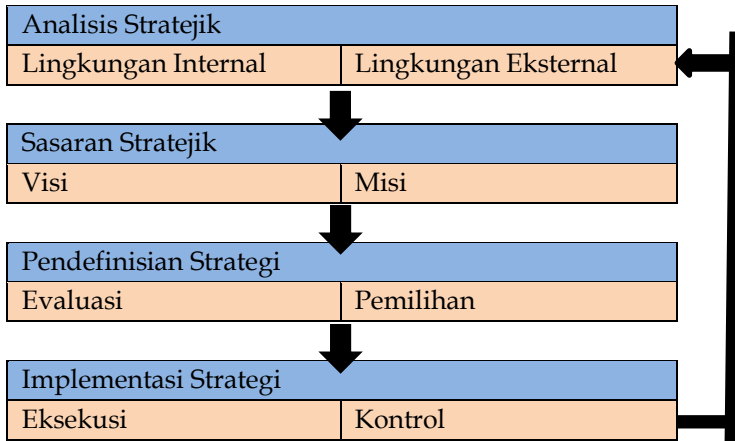 Analisis Stratejik
Lingkungan Internal
Lingkungan Eksternal
Sasaran Stratejik
Visi
Misi
Pendefinisian Strategi
Evaluasi
Pemilihan
Implementasi Strategi
Eksekusi
Kontrol